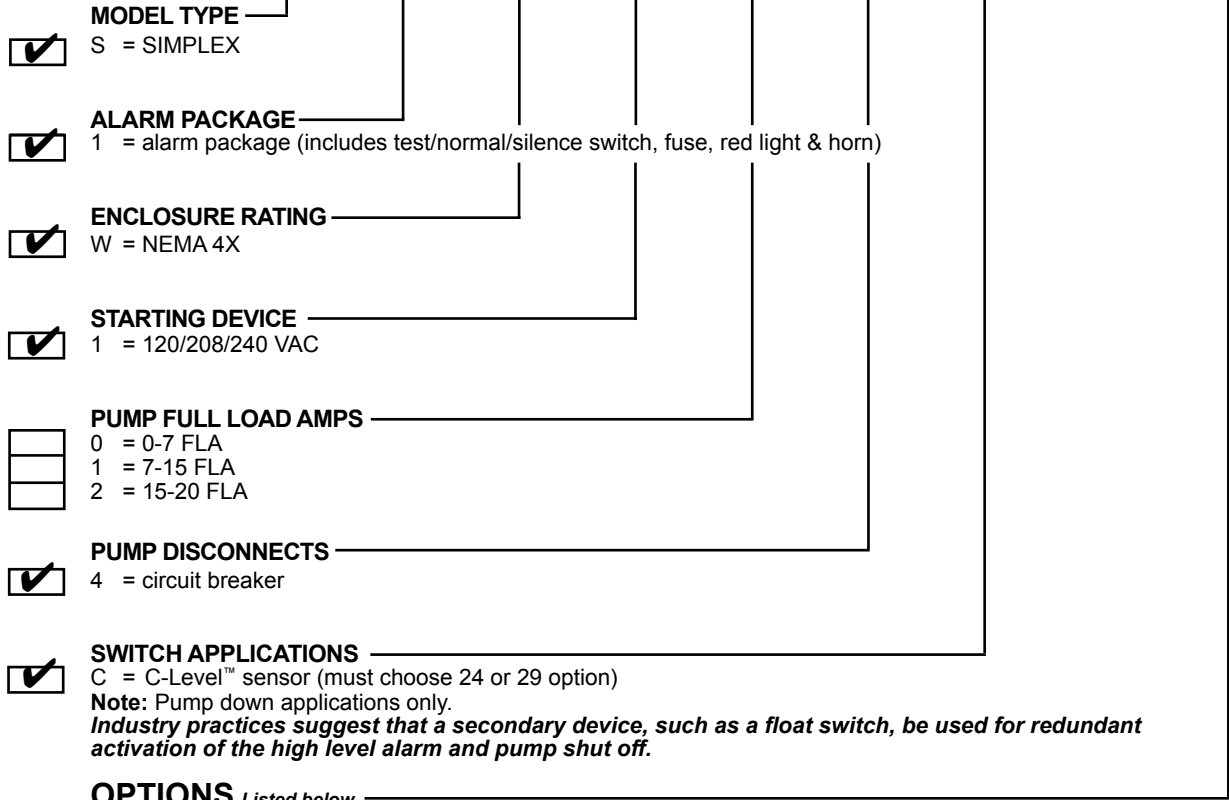 MODEL TYPE
S = SIMPLEX
ALARM PACKAGE
1 = alarm package (includes test/normal/silence switch, fuse, red light & horn)
ENCLOSURE RATING
W = NEMA 4X
STARTING DEVICE
1 = 120/208/240 VAC
PUMP FULL LOAD AMPS
0 = 0-7 FLA
1 = 7-15 FLA
2 = 15-20 FLA
PUMP DISCONNECTS
4 = circuit breaker
SWITCH APPLICATIONS
C = C-Level™ sensor (must choose 24 or 29 option)
Note: Pump down applications only.
Industry practices suggest that a secondary device, such as a float switch, be used for redundant
activation of the high level alarm and pump shut off.
OPTIONS Listed below